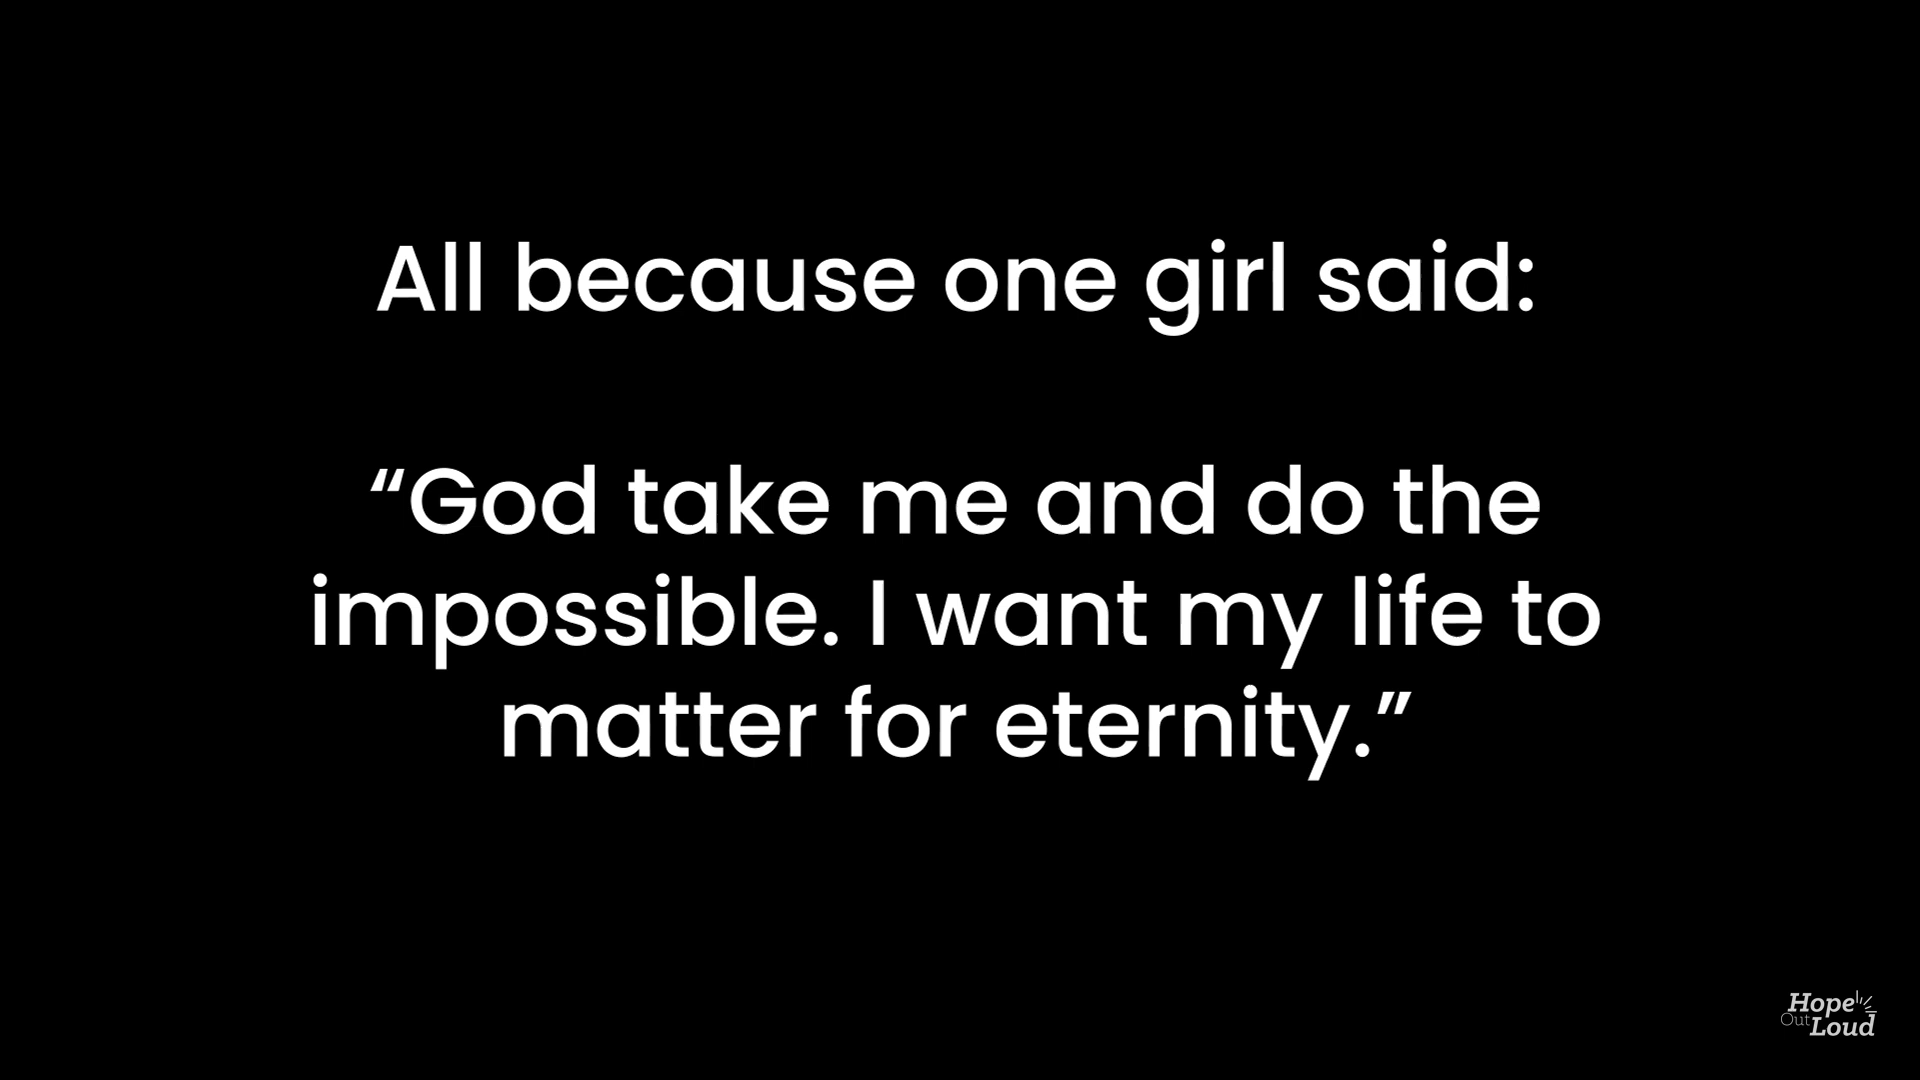 All because one girl said:
“God take me and do the
impossible. I want my life to
matter for eternity.”
Hope
Out Loud